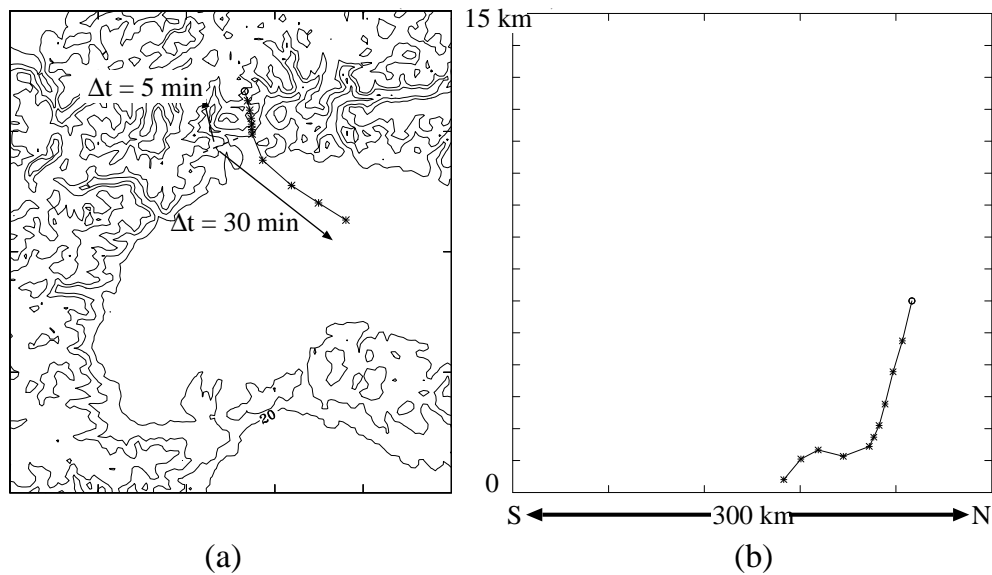 15 km
Δt = 5 min
Δt = 30 min
20
0
S 300 km N
(a) (b)